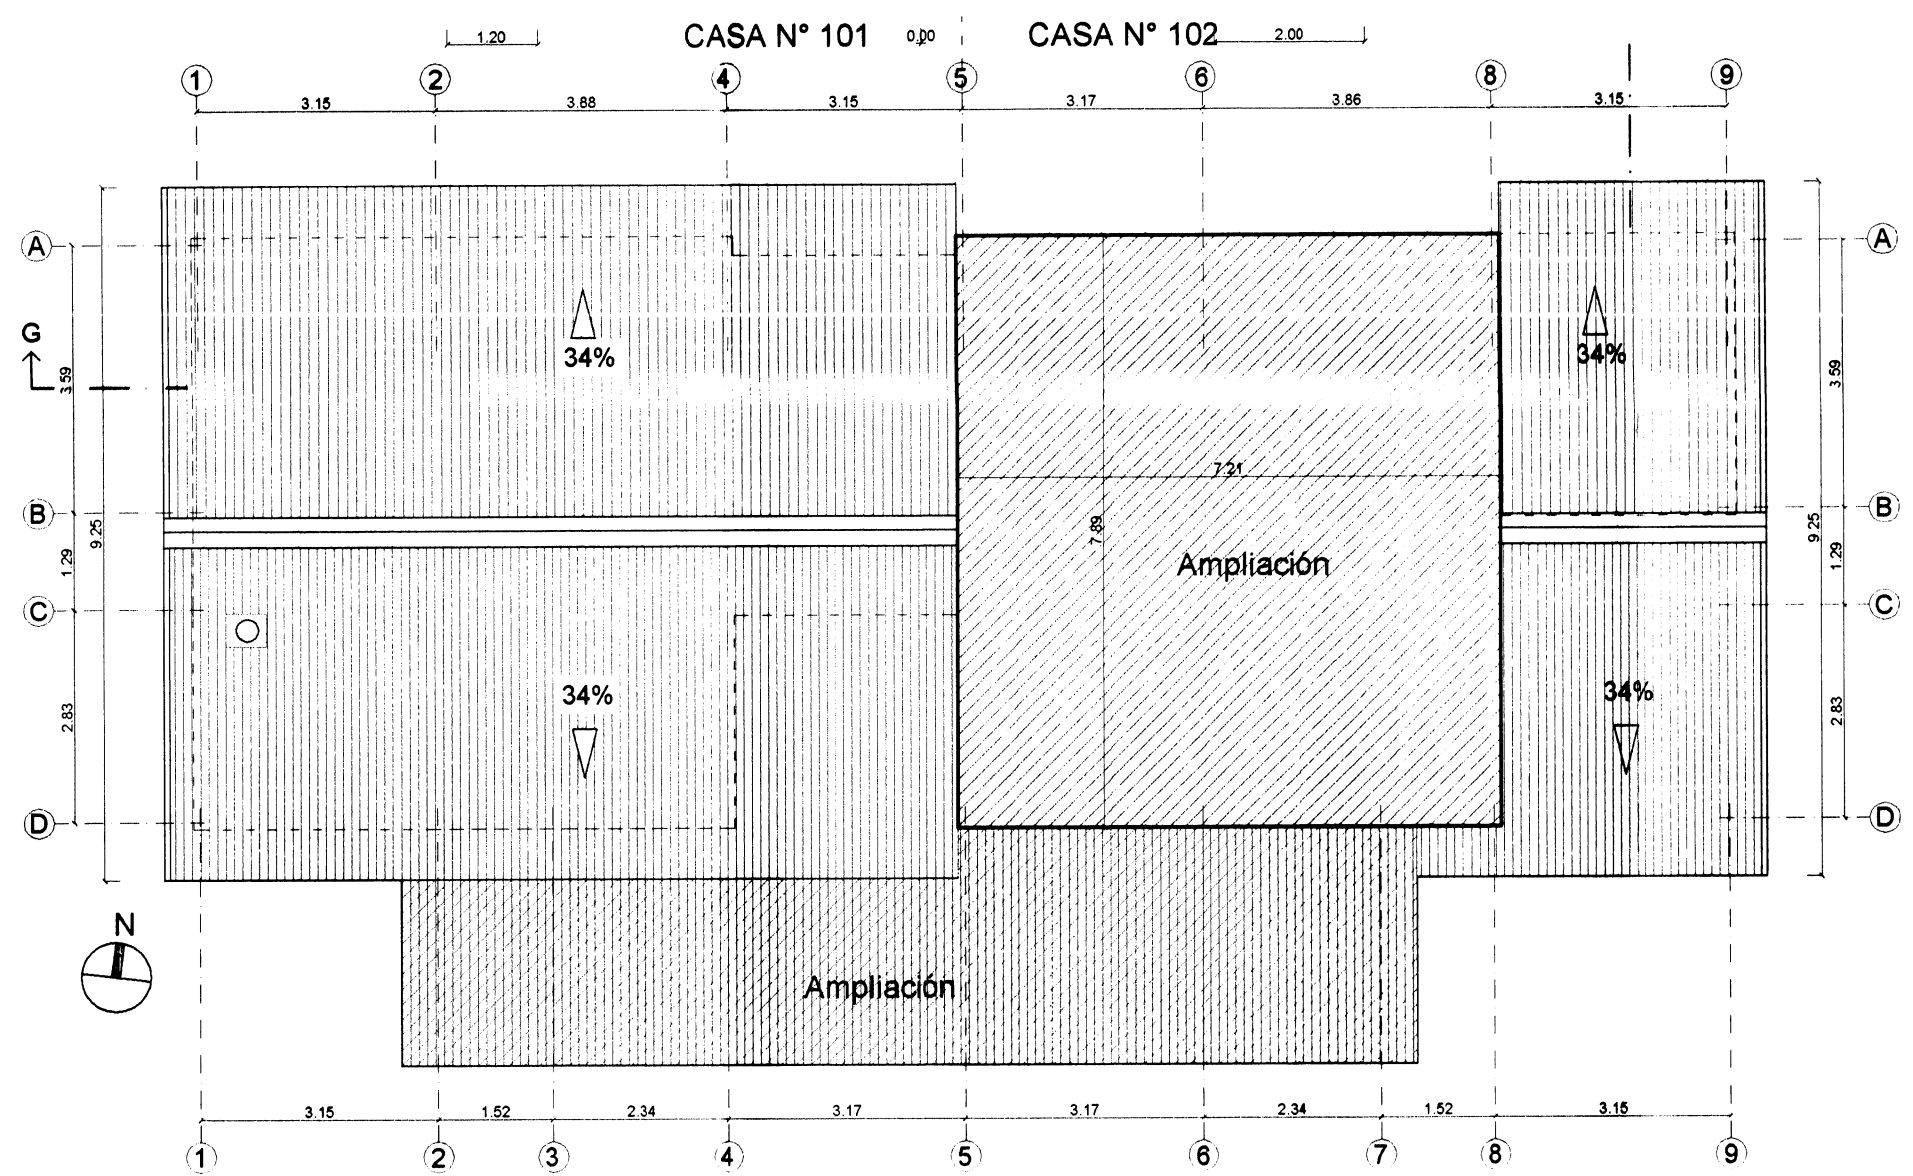 1.20 CASA N° 101 0.00 CASA N° 102 2.00
1 2 4 5 6 8 9
3.15 3.88 3.15 3.17 3.86 3.15
A A
G
34% 34%
3.59 3.59
7.21
B B
9.25 7.89 9.25
1.29 Ampliación 1.29
C C
34% 34%
2.83 2.83
D D
N
Ampliación
3.15 1.52 2.34 3.17 3.17 2.34 1.52 3.15
1 2 3 4 5 6 7 8 9